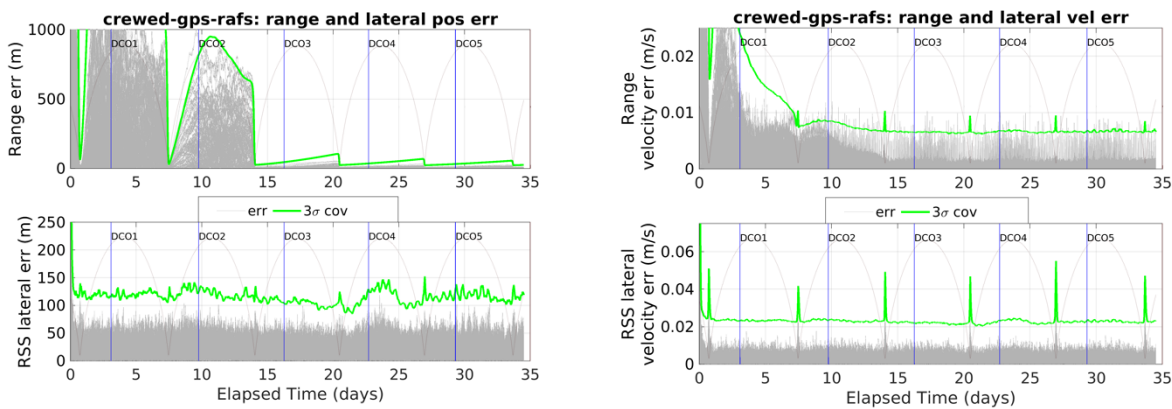 crewed-gps-rafs: range and lateral pos err
Range err (m)
1000
500
0
DCO1 DCO2 DCO3 DCO4 DCO5
0 5 10 15 20 25 30 35
err 3σ cov
RSS lateral err (m)
250
200
150
100
50
0
DCO1 DCO2 DCO3 DCO4 DCO5
0 5 10 15 20 25 30 35
Elapsed Time (days)
crewed-gps-rafs: range and lateral vel err
Range
velocity err (m/s)
0.02
0.01
0
DCO1 DCO2 DCO3 DCO4 DCO5
0 5 10 15 20 25 30 35
err 3σ cov
RSS lateral
velocity err (m/s)
0.06
0.04
0.02
0
DCO1 DCO2 DCO3 DCO4 DCO5
0 5 10 15 20 25 30 35
Elapsed Time (days)